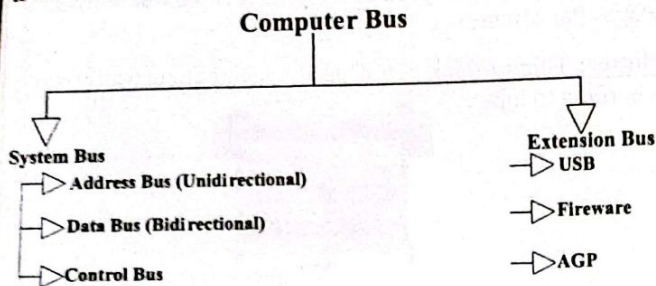 Computer Bus
System Bus
Address Bus (Unidirectional)
Data Bus (Bidirectional)
Control Bus
Extension Bus
USB
Fireware
AGP